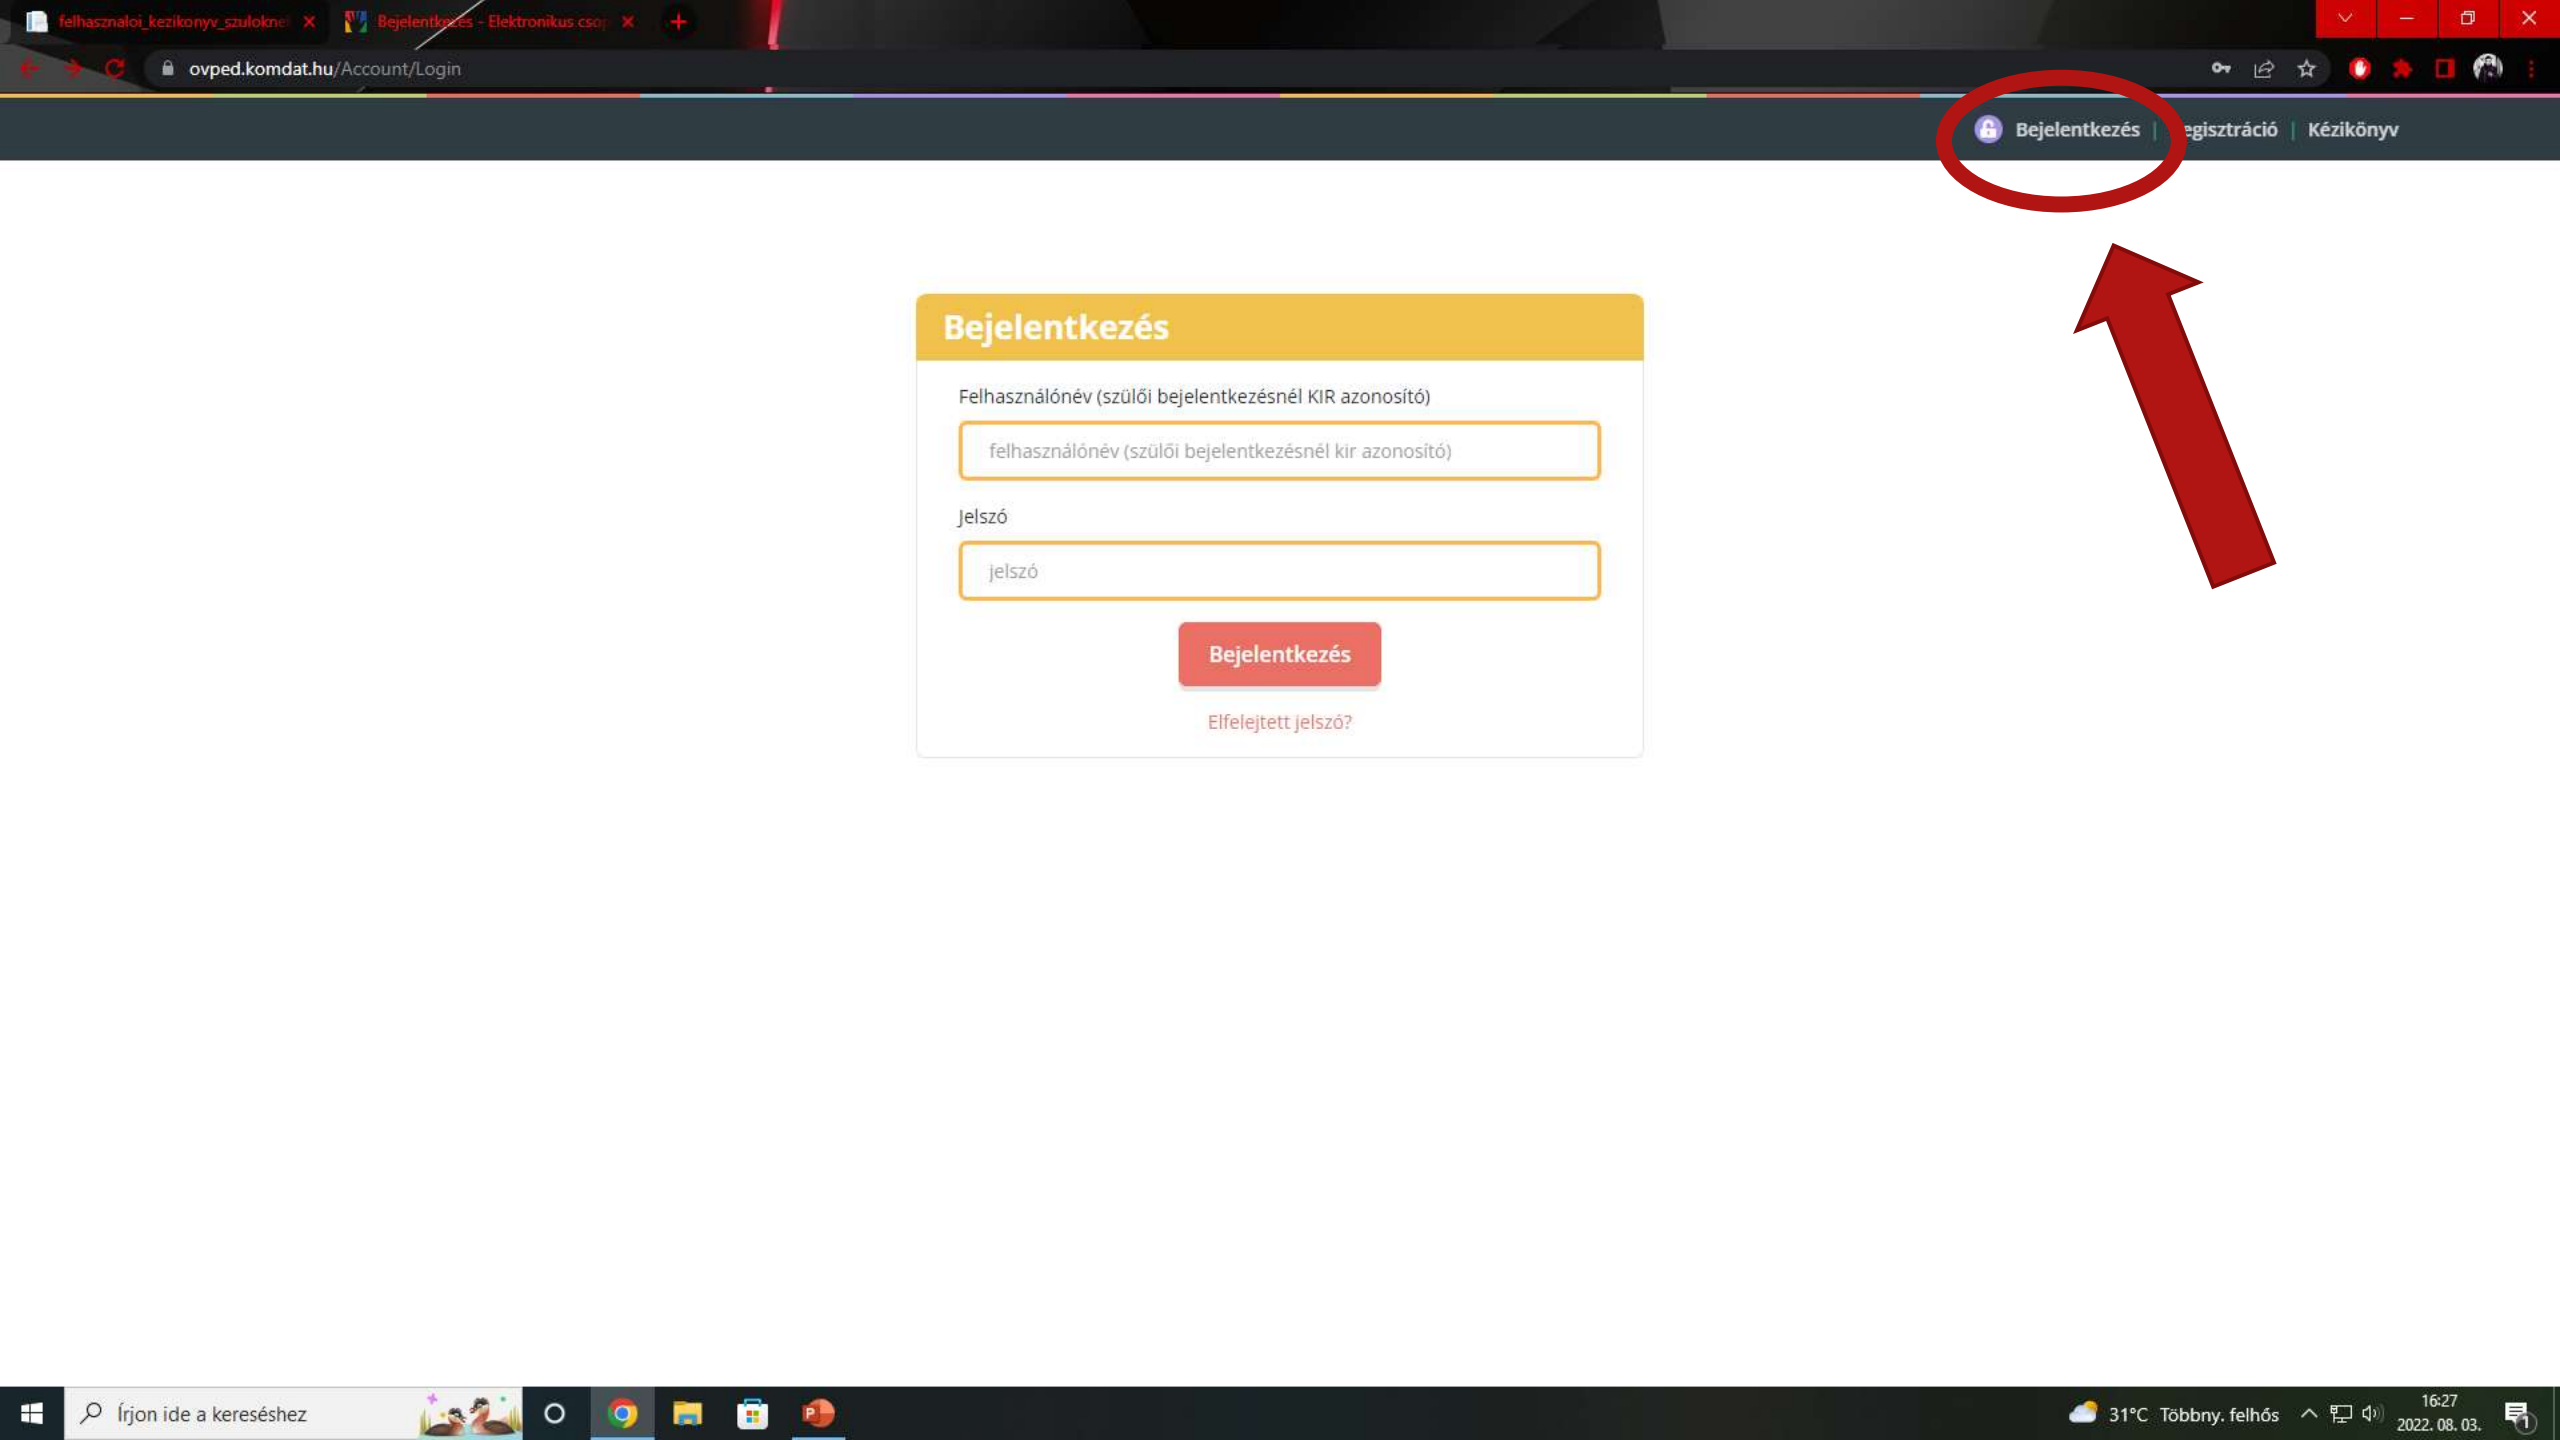 felhasznaloi_kezikonyv_szuloknel
Bejelentkezés - Elektronikus csop
ovped.komdat.hu/Account/Login
Bejelentkezés | egisztráció | Kézikönyv
Bejelentkezés
Felhasználónév (szülői bejelentkezésnél KIR azonosító)
felhasználónév (szülői bejelentkezésnél kir azonosító)
Jelszó
jelszó
Bejelentkezés
Elfelejtett jelszó?
Írjon ide a kereséshez
31°C Többny. felhős
16:27
2022. 08. 03.
1